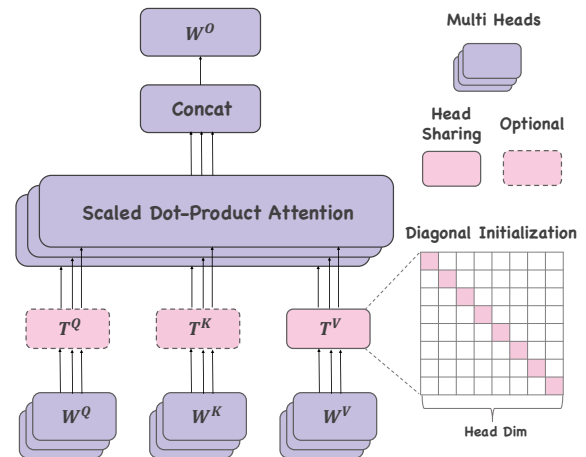 W^O
Multi Heads
Concat
Head
Sharing
Optional
Scaled Dot-Product Attention
Diagonal Initialization
T^Q
T^K
T^V
W^Q
W^K
W^V
Head Dim